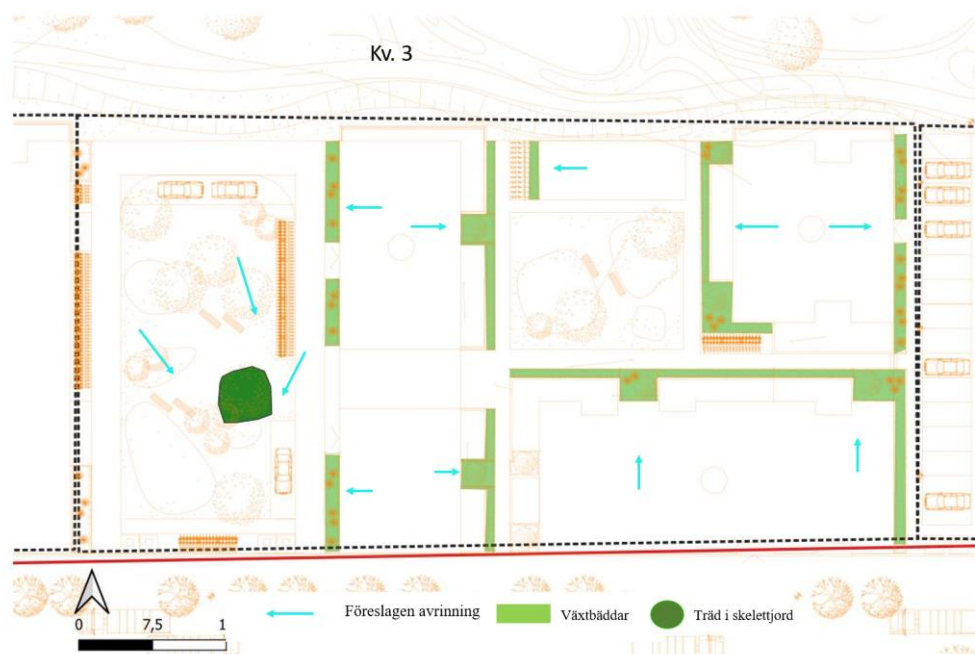 Kv. 3
Föreslagen avrinning
Växtbäddar
Träd i skelettjord
0 7,5 1